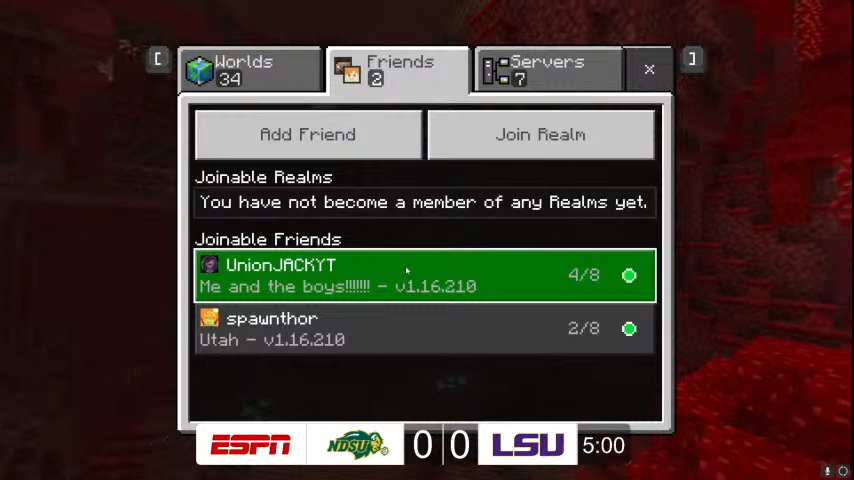 [ Worlds Friends Servers ]
34 2 7
Add Friend Join Realm
Joinable Realms
You have not become a member of any Realms yet.
Joinable Friends
UnionJACKYT
Me and the boys!!!!!!! - v1.16.210 4/8
spawnthor
Utah - v1.16.210 2/8
ESPN NDSU 0 0 LSU 5:00